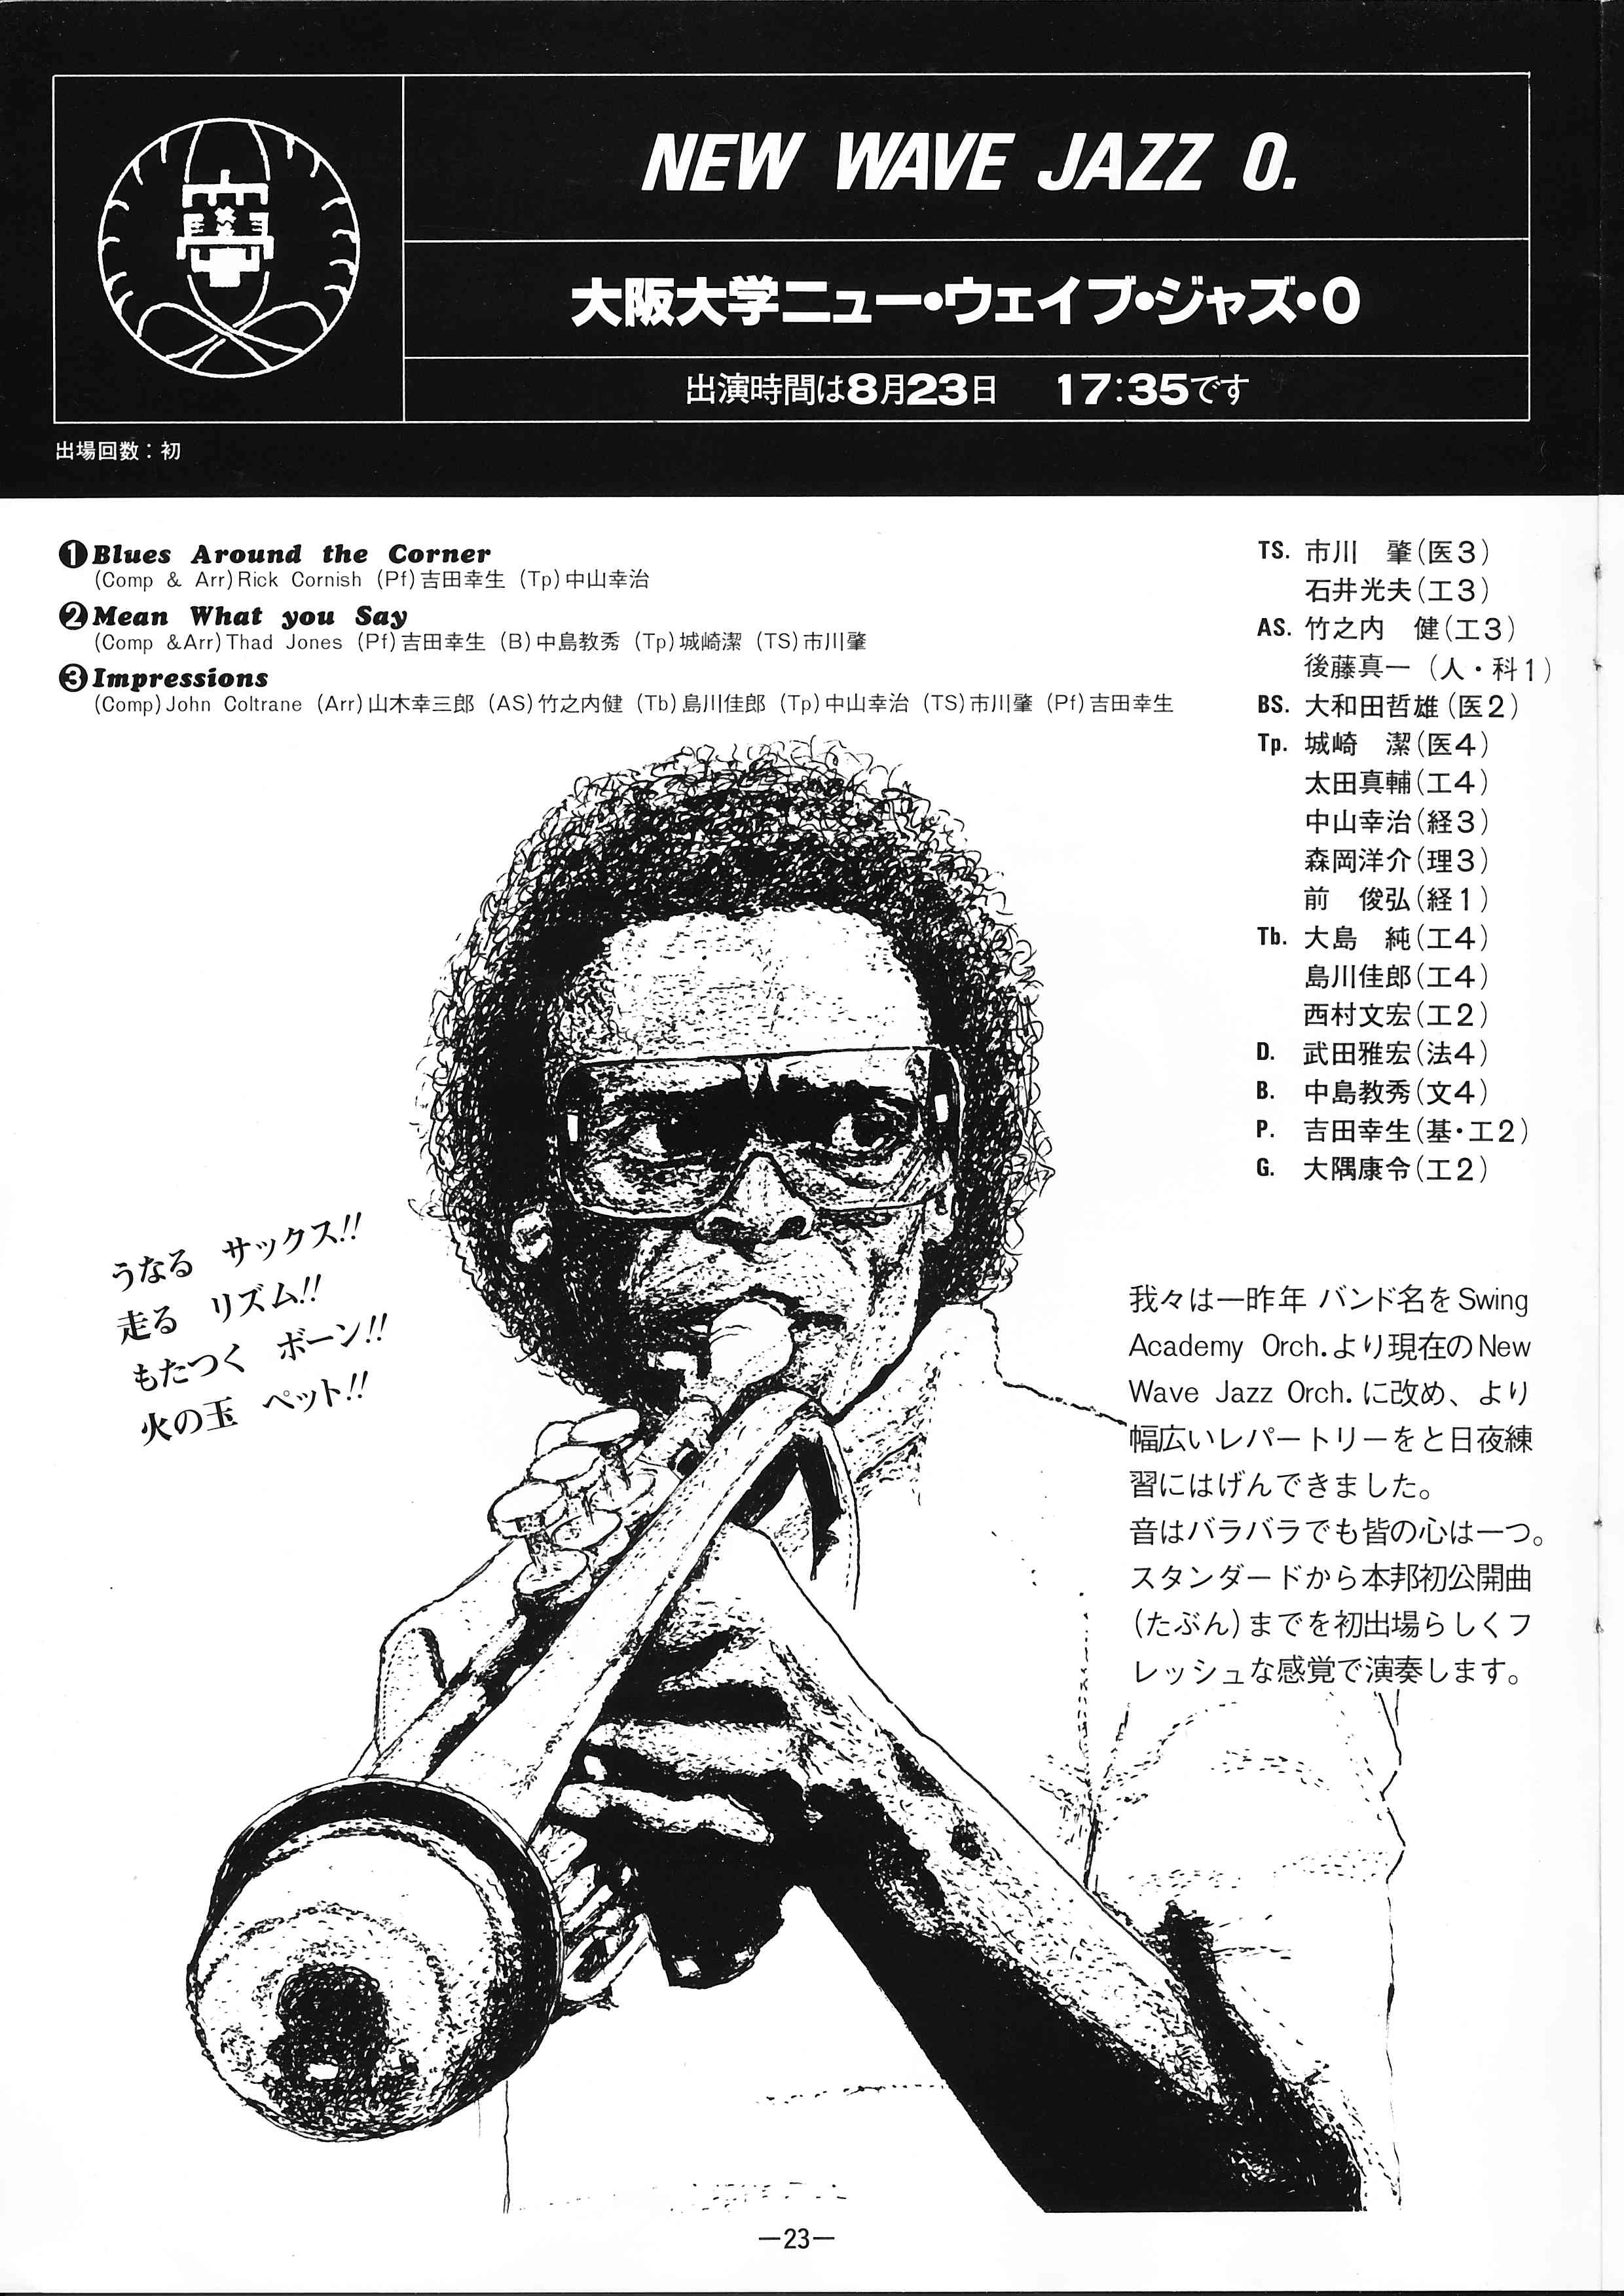 NEW WAVE JAZZ O.
大阪大学ニュー・ウェイブ・ジャズ・O
出演時間は8月23日 17:35です
出場回数：初
❶Blues Around the Corner
(Comp & Arr) Rick Cornish (Pf)吉田幸生 (Tp)中山幸治
❷Mean What you Say
(Comp &Arr) Thad Jones (Pf)吉田幸生 (B)中島教秀 (Tp)城崎潔 (TS)市川肇
❸Impressions
(Comp) John Coltrane (Arr)山木幸三郎 (AS)竹之内健 (Tb)島川佳郎 (Tp)中山幸治 (TS)市川肇 (Pf)吉田幸生
TS. 市川 肇(医3)
石井光夫(工3)
AS. 竹之内 健(工3)
後藤真一 (人・科1)
BS. 大和田哲雄(医2)
Tp. 城崎 潔(医4)
太田真輔(工4)
中山幸治(経3)
森岡洋介(理3)
前 俊弘(経1)
Tb. 大島 純(工4)
島川佳郎(工4)
西村文宏(工2)
D. 武田雅宏(法4)
B. 中島教秀(文4)
P. 吉田幸生(基・工2)
G. 大隅康令(工2)
うなる サックス!!
走る リズム!!
もたつく ボーン!!
火の玉 ペット!!
我々は一昨年 バンド名をSwing
Academy Orch.より現在のNew
Wave Jazz Orch.に改め、より
幅広いレパートリーをと日夜練
習にはげんできました。
音はバラバラでも皆の心は一つ。
スタンダードから本邦初公開曲
(たぶん)までを初出場らしくフ
レッシュな感覚で演奏します。
—23—